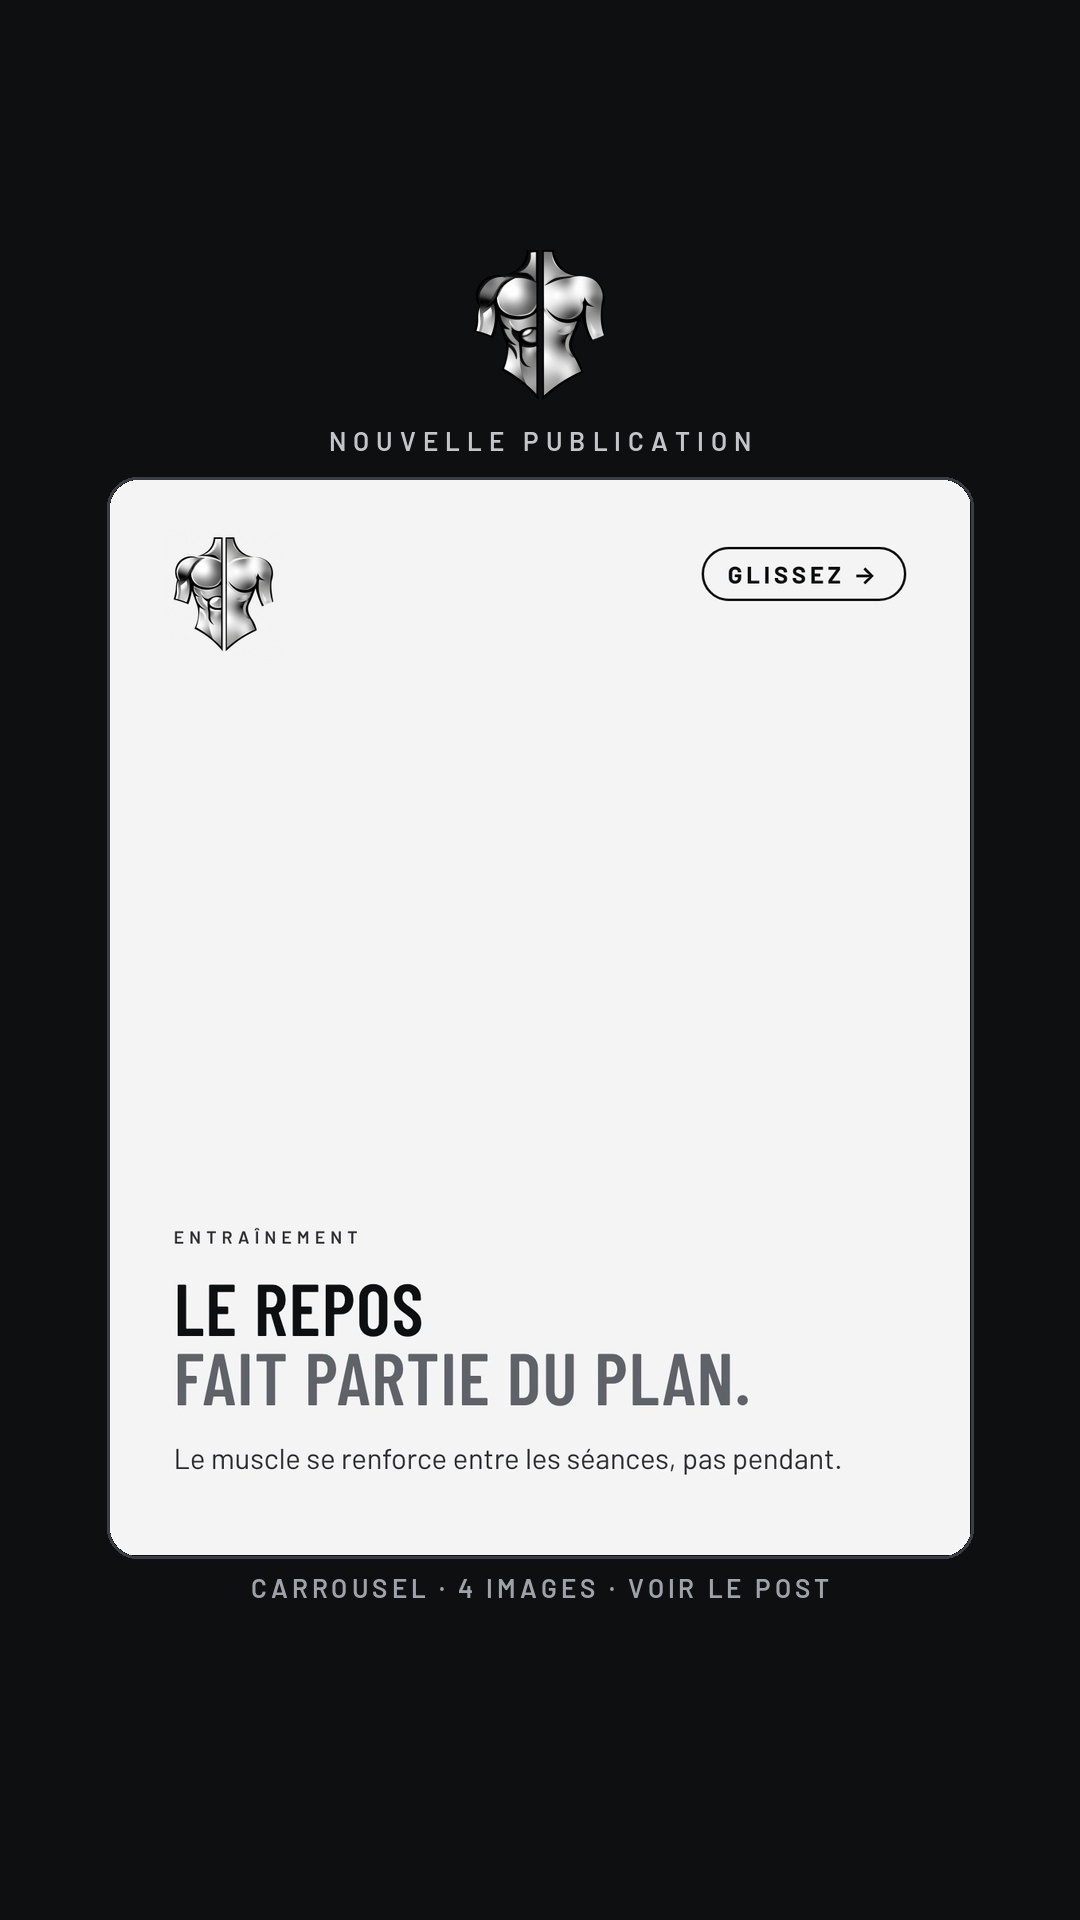 NOUVELLE PUBLICATION
GLISSEZ →
ENTRAÎNEMENT
LE REPOS
FAIT PARTIE DU PLAN.
Le muscle se renforce entre les séances, pas pendant.
CARROUSEL · 4 IMAGES · VOIR LE POST